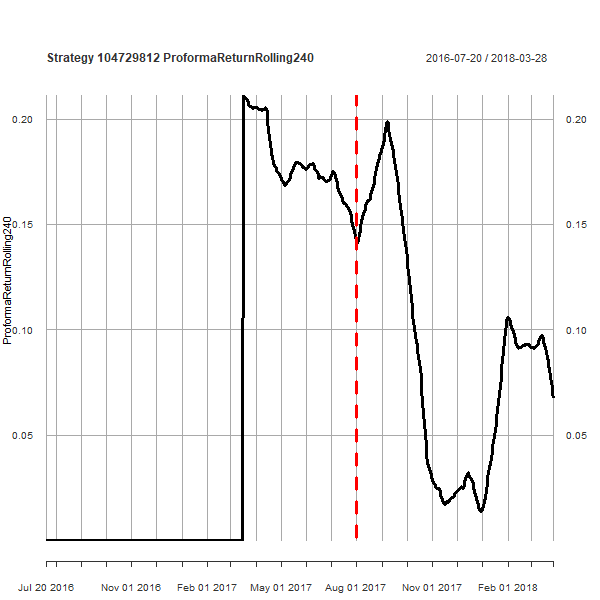 Strategy 104729812 ProformaReturnRolling240
2016-07-20 / 2018-03-28
ProformaReturnRolling240
0.20 0.20
0.15 0.15
0.10 0.10
0.05 0.05
Jul 20 2016 Nov 01 2016 Feb 01 2017 May 01 2017 Aug 01 2017 Nov 01 2017 Feb 01 2018